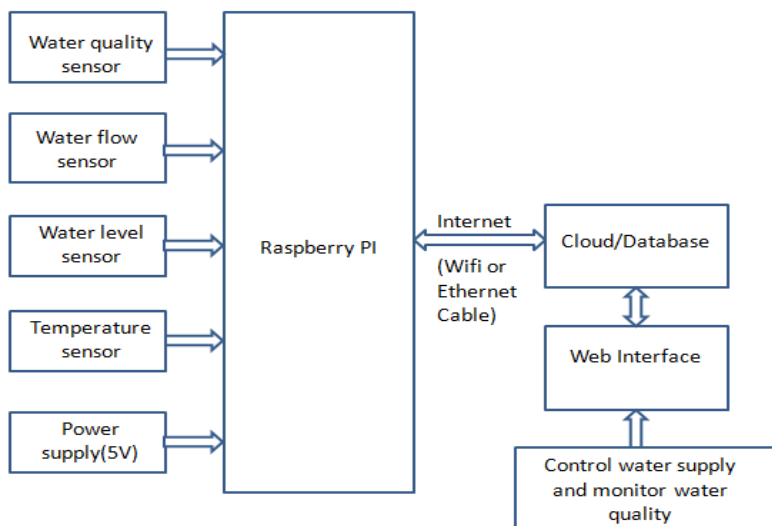 Water quality
sensor
Water flow
sensor
Water level
sensor
Temperature
sensor
Power
supply(5V)
Raspberry PI
Internet
(Wifi or
Ethernet
Cable)
Cloud/Database
Web Interface
Control water supply
and monitor water
quality